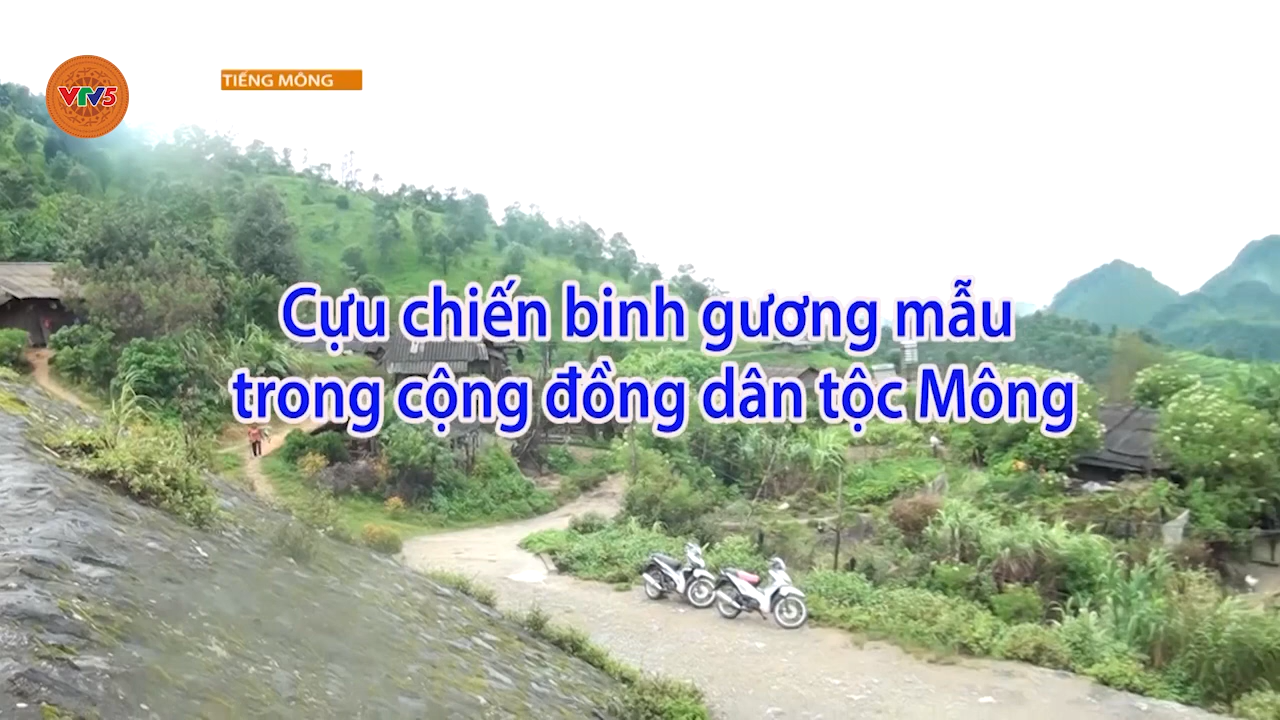 VTV5
TIẾNG MÔNG
Cựu chiến binh gương mẫu
trong cộng đồng dân tộc Mông